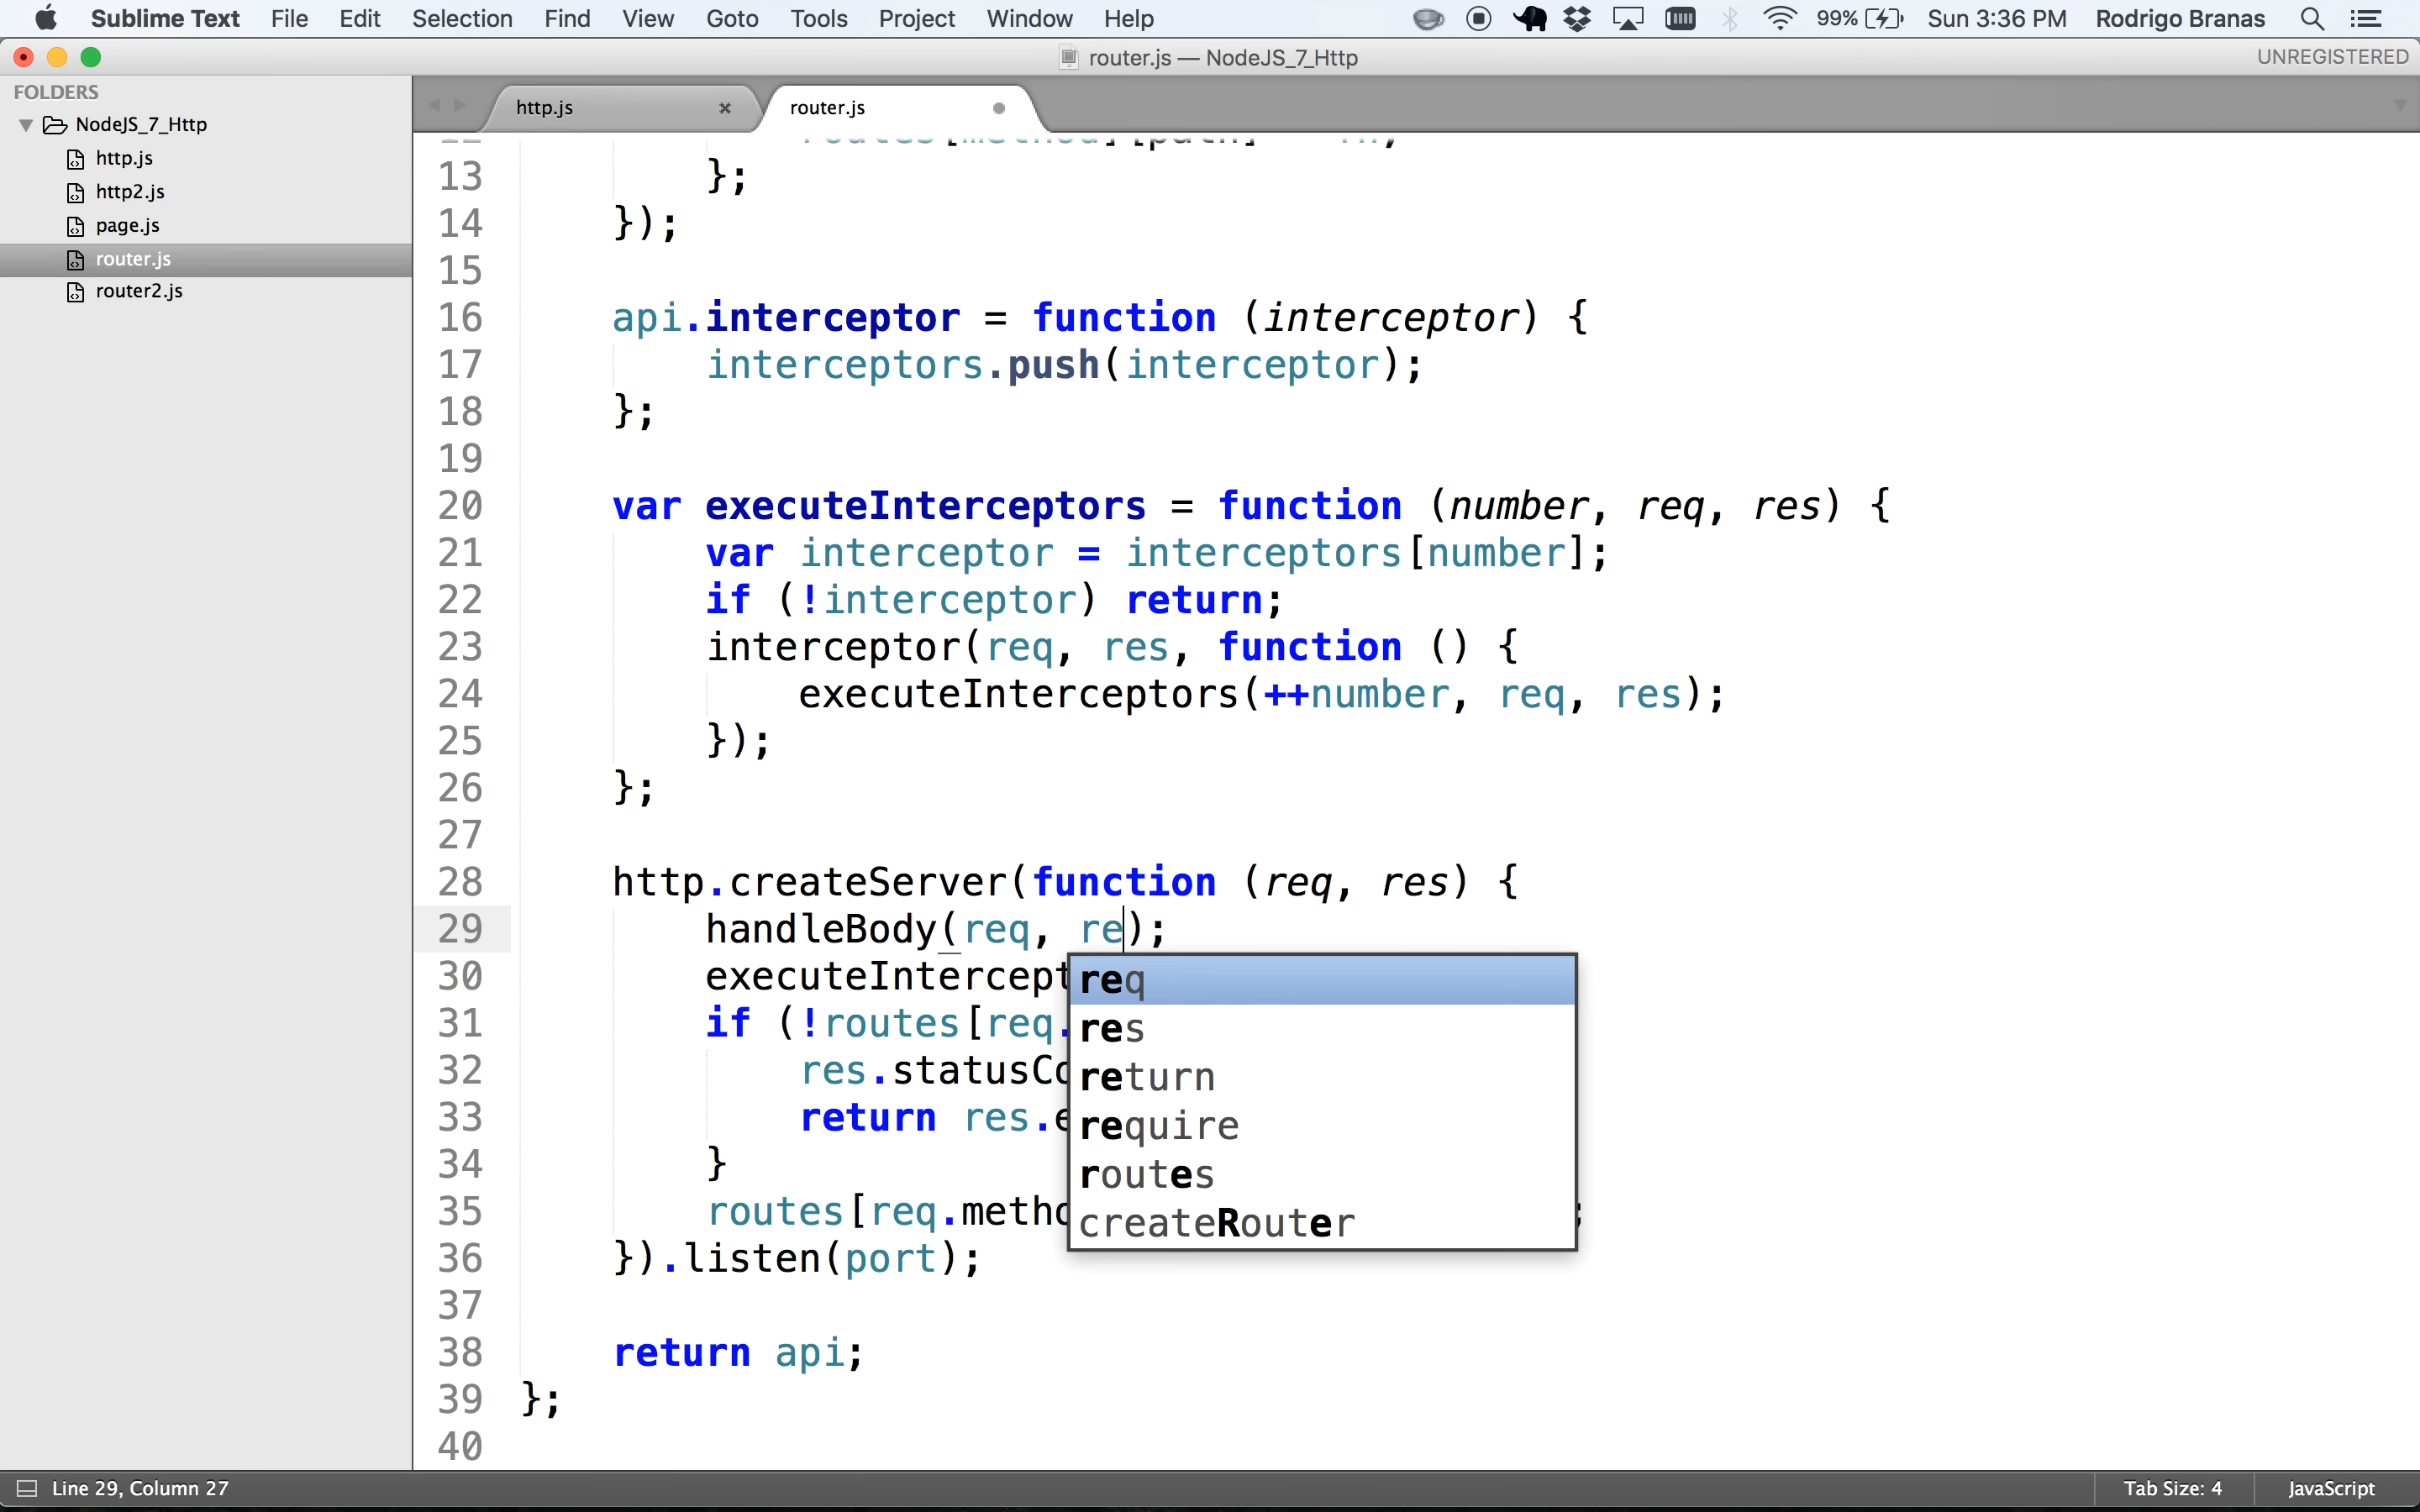 Sublime Text File Edit Selection Find View Goto Tools Project Window Help 99% Sun 3:36 PM Rodrigo Branas
router.js — NodeJS_7_Http UNREGISTERED
FOLDERS
NodeJS_7_Http
http.js
http2.js
page.js
router.js
router2.js
http.js router.js
13 };
14 });
15
16 api.interceptor = function (interceptor) {
17 interceptors.push(interceptor);
18 };
19
20 var executeInterceptors = function (number, req, res) {
21 var interceptor = interceptors[number];
22 if (!interceptor) return;
23 interceptor(req, res, function () {
24 executeInterceptors(++number, req, res);
25 });
26 };
27
28 http.createServer(function (req, res) {
29 handleBody(req, re);
30 executeIntercept
31 if (!routes[req.
32 res.statusCo
33 return res.e
34 }
35 routes[req.metho ;
36 }).listen(port);
37
38 return api;
39 };
40
req
res
return
require
routes
createRouter
Line 29, Column 27 Tab Size: 4 JavaScript